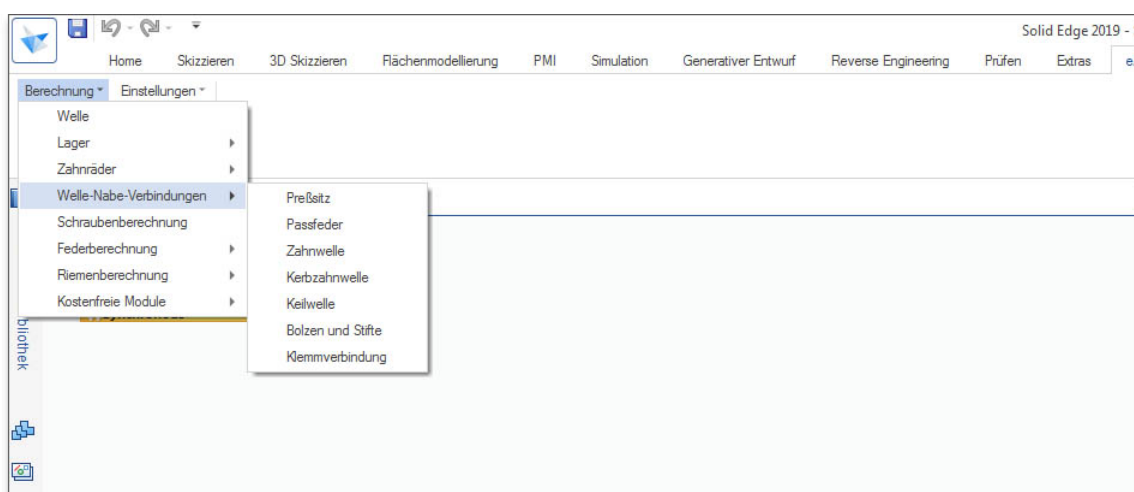 Solid Edge 2019 -
Home Skizzieren 3D Skizzieren Flächenmodellierung PMI Simulation Generativer Entwurf Reverse Engineering Prüfen Extras e
Berechnung Einstellungen
Welle
Lager
Zahnräder
Welle-Nabe-Verbindungen
Schraubenberechnung
Federberechnung
Riemenberechnung
Kostenfreie Module
Preßsitz
Passfeder
Zahnwelle
Kerbzahnwelle
Keilwelle
Bolzen und Stifte
Klemmverbindung
bliothek